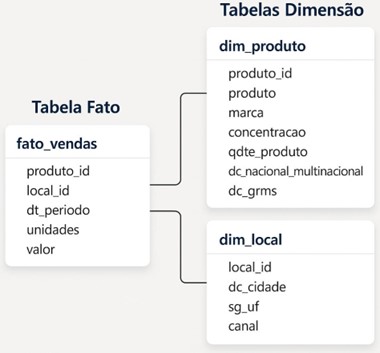 Tabelas Dimensão
dim_produto
produto_id
produto
marca
concentracao
qdte_produto
dc_nacional_multinacional
dc_grms
Tabela Fato
fato_vendas
produto_id
local_id
dt_periodo
unidades
valor
dim_local
local_id
dc_cidade
sg_uf
canal